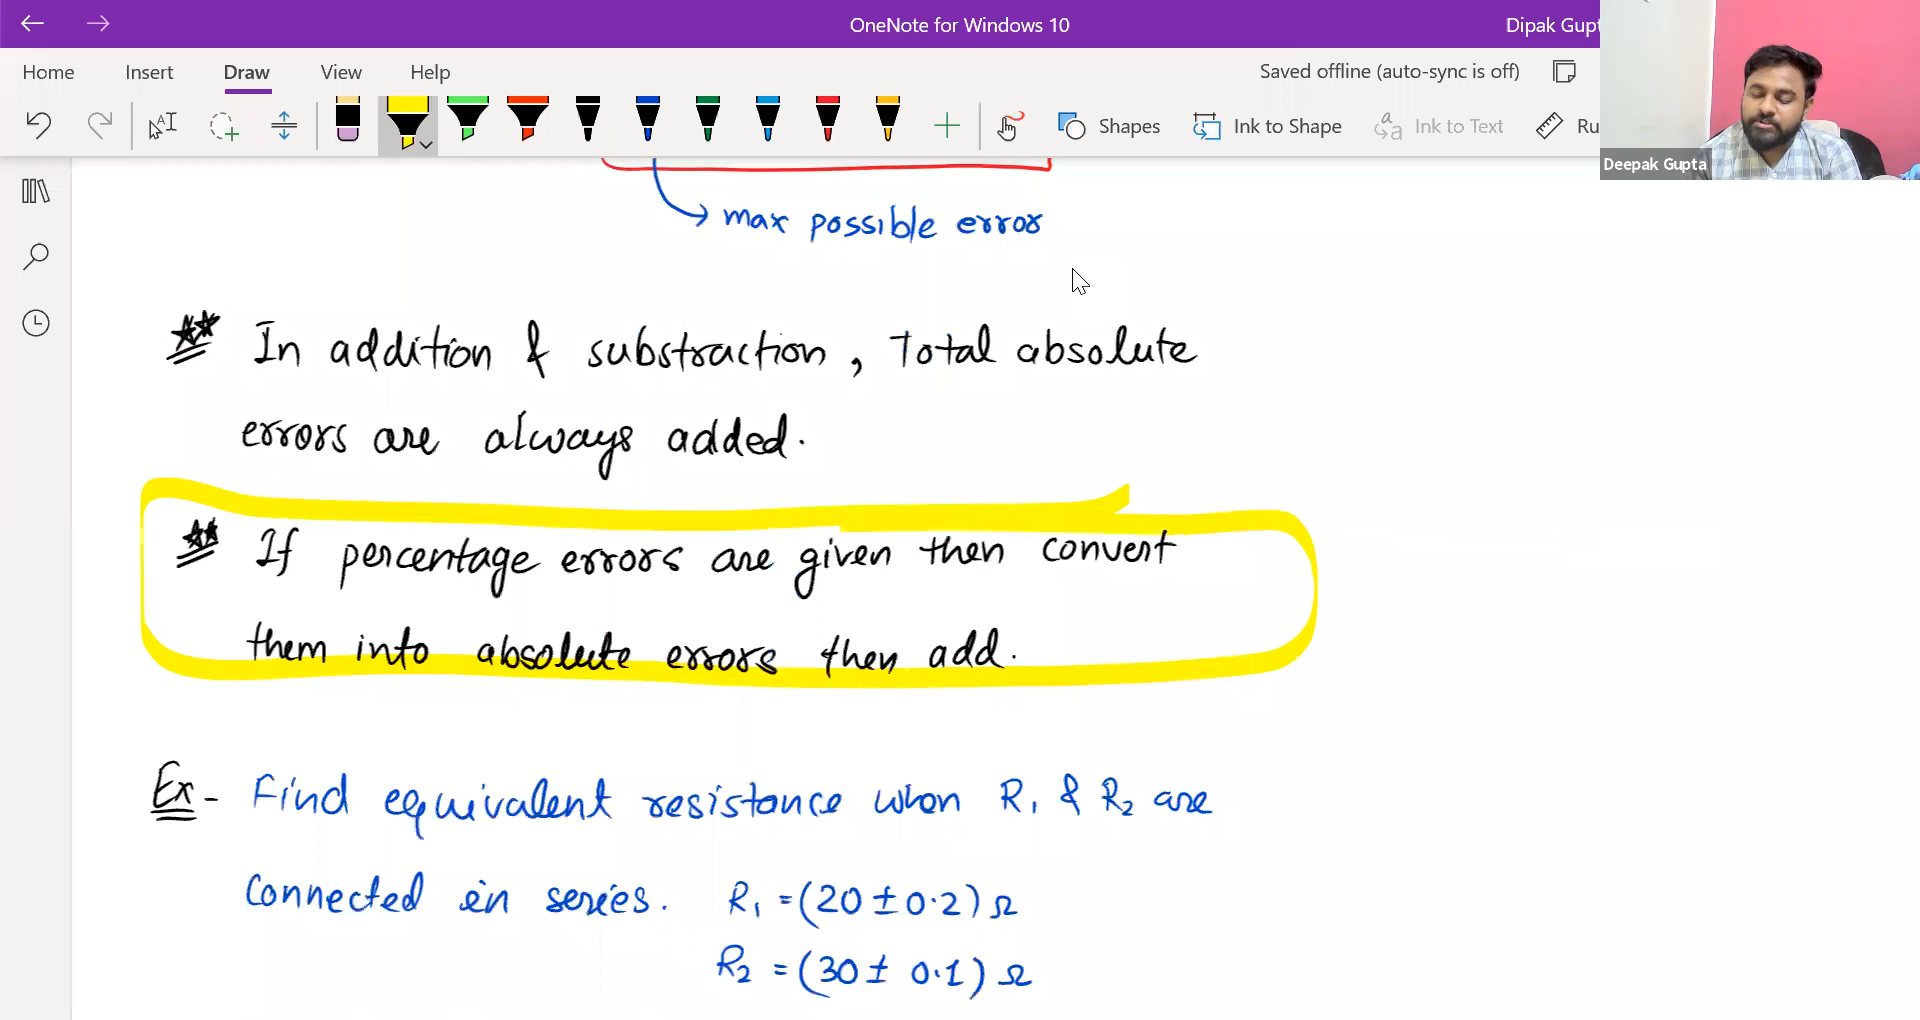 OneNote for Windows 10
Dipak Gupt
Home Insert Draw View Help
Saved offline (auto-sync is off)
Shapes
Ink to Shape
Ink to Text
Ru
Deepak Gupta
max possible error
** In addition & substraction, Total absolute
errors are always added.
** If percentage errors are given then convert
them into absolute errors then add.
Ex- Find equivalent resistance when R₁ & R₂ are
Connected in series. R₁ = (20 ± 0.2) Ω
R₂ = (30 ± 0.1) Ω